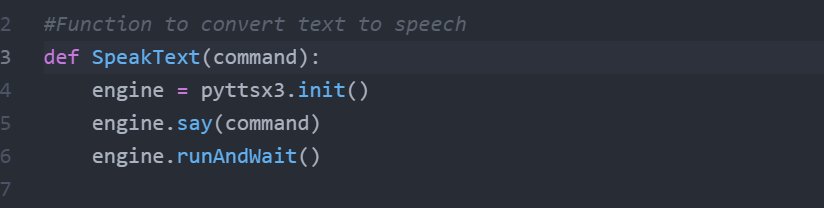 2 #Function to convert text to speech
3 def SpeakText(command):
4     engine = pyttsx3.init()
5     engine.say(command)
6     engine.runAndWait()
7